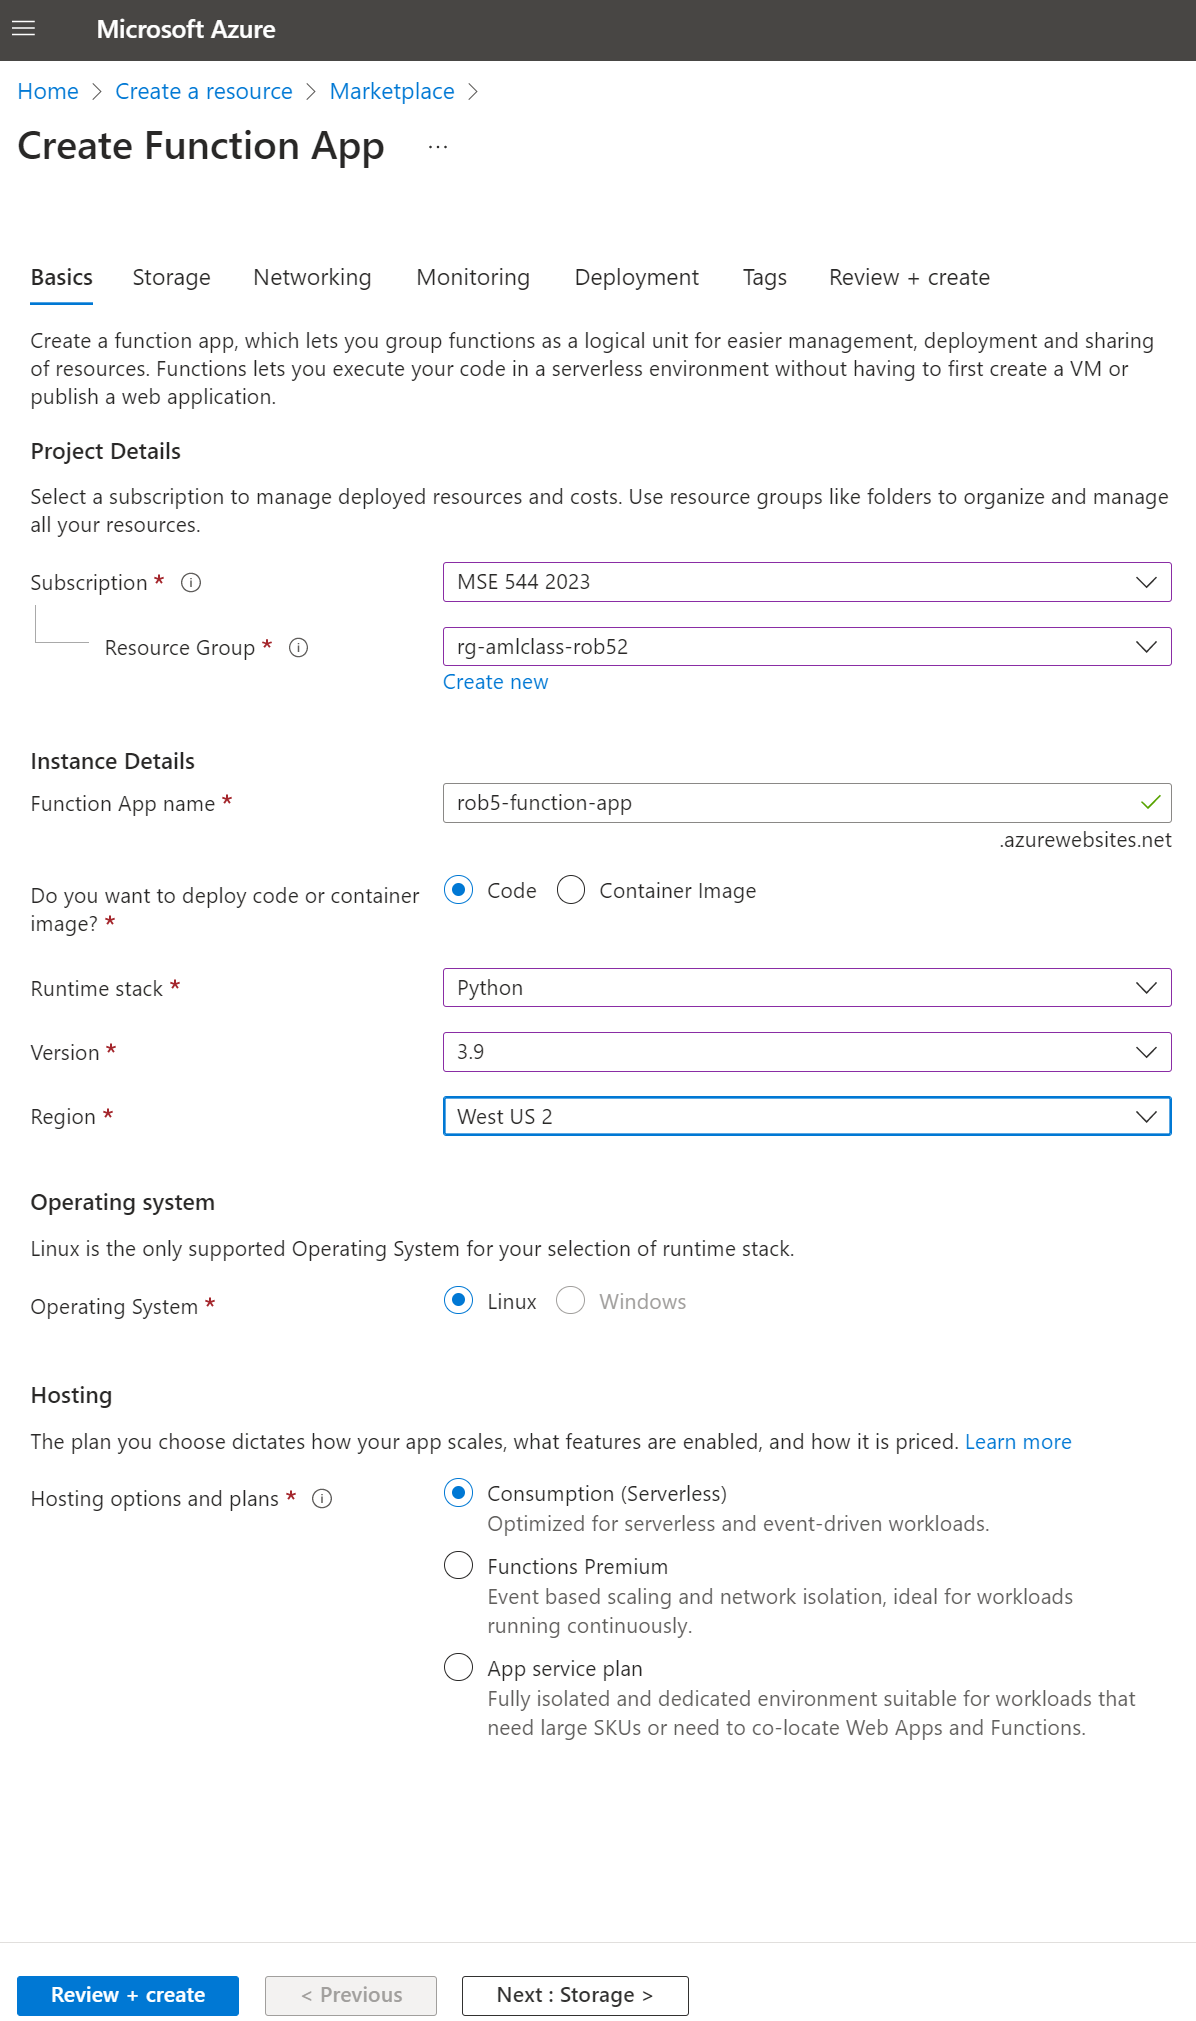 Microsoft Azure
Home > Create a resource > Marketplace >
Create Function App ...
Basics Storage Networking Monitoring Deployment Tags Review + create
Create a function app, which lets you group functions as a logical unit for easier management, deployment and sharing
of resources. Functions lets you execute your code in a serverless environment without having to first create a VM or
publish a web application.
Project Details
Select a subscription to manage deployed resources and costs. Use resource groups like folders to organize and manage
all your resources.
Subscription * MSE 544 2023
Resource Group * rg-amlclass-rob52
Create new
Instance Details
Function App name * rob5-function-app
.azurewebsites.net
Do you want to deploy code or container
image? *
Code Container Image
Runtime stack * Python
Version * 3.9
Region * West US 2
Operating system
Linux is the only supported Operating System for your selection of runtime stack.
Operating System * Linux Windows
Hosting
The plan you choose dictates how your app scales, what features are enabled, and how it is priced. Learn more
Hosting options and plans *
Consumption (Serverless)
Optimized for serverless and event-driven workloads.
Functions Premium
Event based scaling and network isolation, ideal for workloads
running continuously.
App service plan
Fully isolated and dedicated environment suitable for workloads that
need large SKUs or need to co-locate Web Apps and Functions.
Review + create < Previous Next : Storage >